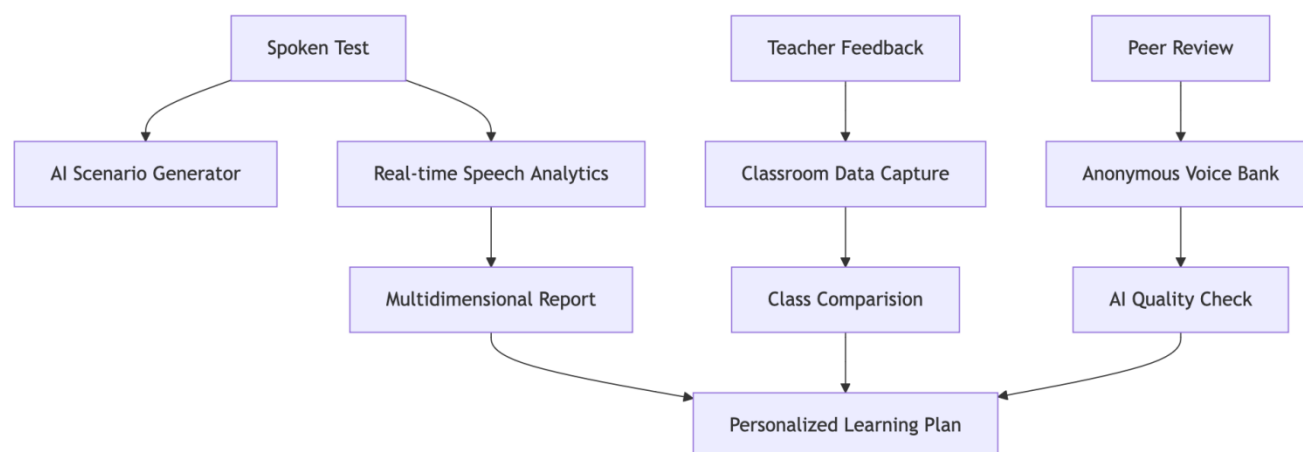 Spoken Test
Teacher Feedback
Peer Review
AI Scenario Generator
Real-time Speech Analytics
Classroom Data Capture
Anonymous Voice Bank
Multidimensional Report
Class Comparision
AI Quality Check
Personalized Learning Plan